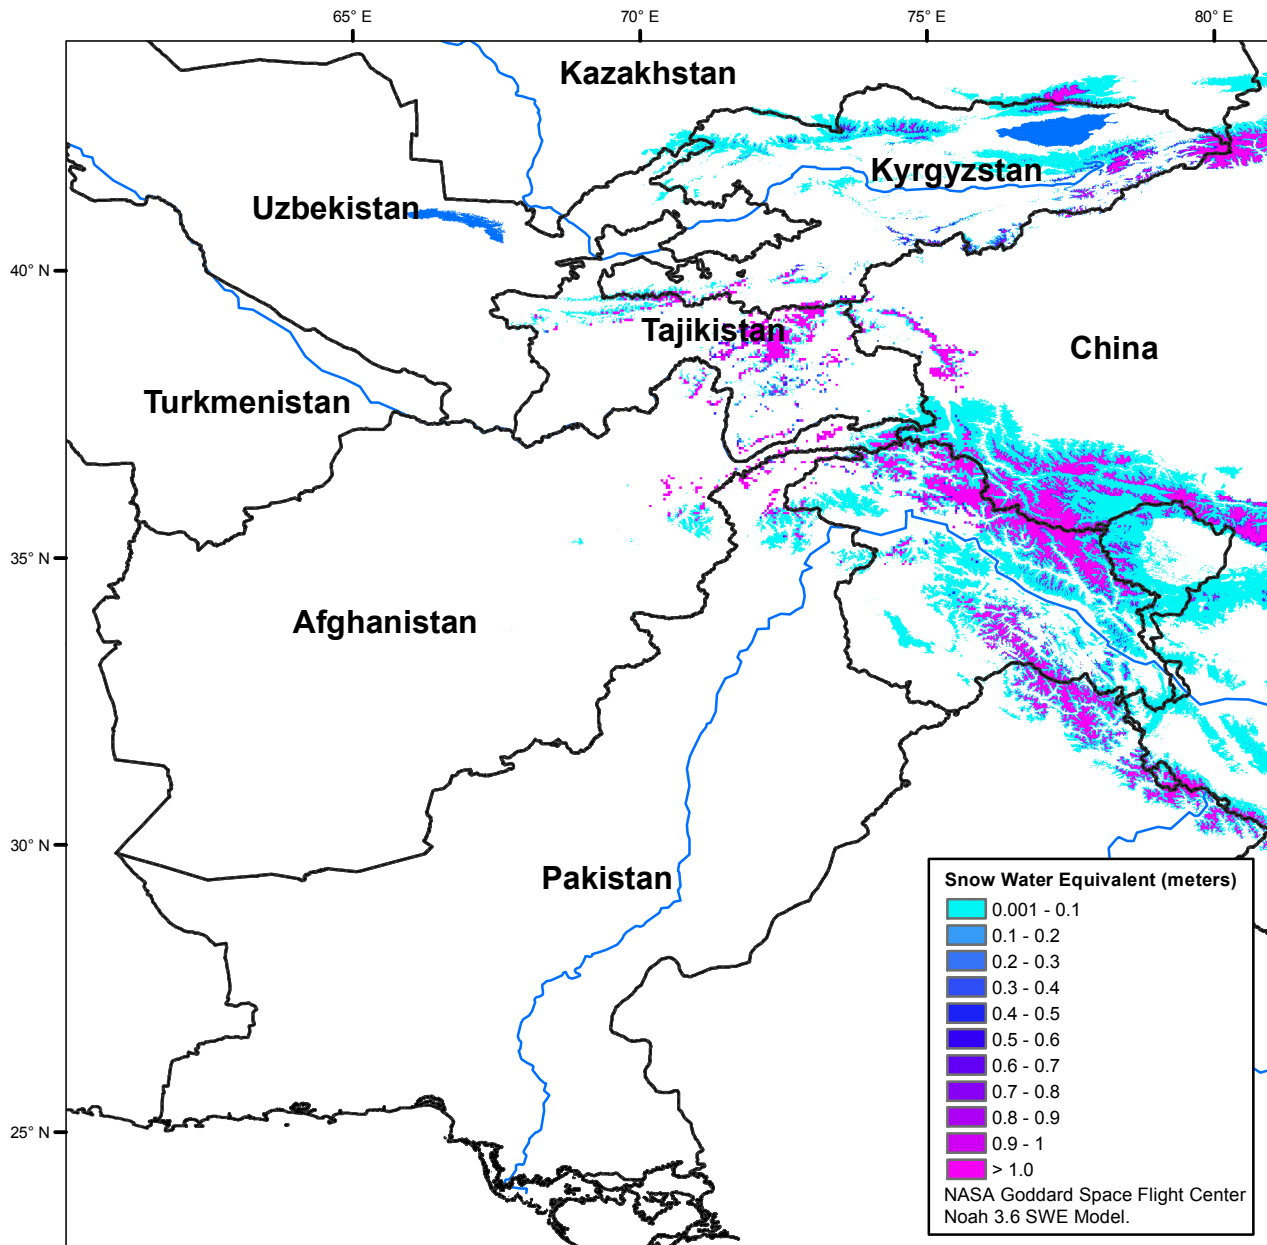 65° E
70° E
75° E
80° E
Kazakhstan
Kyrgyzstan
Uzbekistan
40° N
Tajikistan
China
Turkmenistan
35° N
Afghanistan
30° N
Pakistan
25° N
Snow Water Equivalent (meters)
0.001 - 0.1
0.1 - 0.2
0.2 - 0.3
0.3 - 0.4
0.4 - 0.5
0.5 - 0.6
0.6 - 0.7
0.7 - 0.8
0.8 - 0.9
0.9 - 1
> 1.0
NASA Goddard Space Flight Center
Noah 3.6 SWE Model.